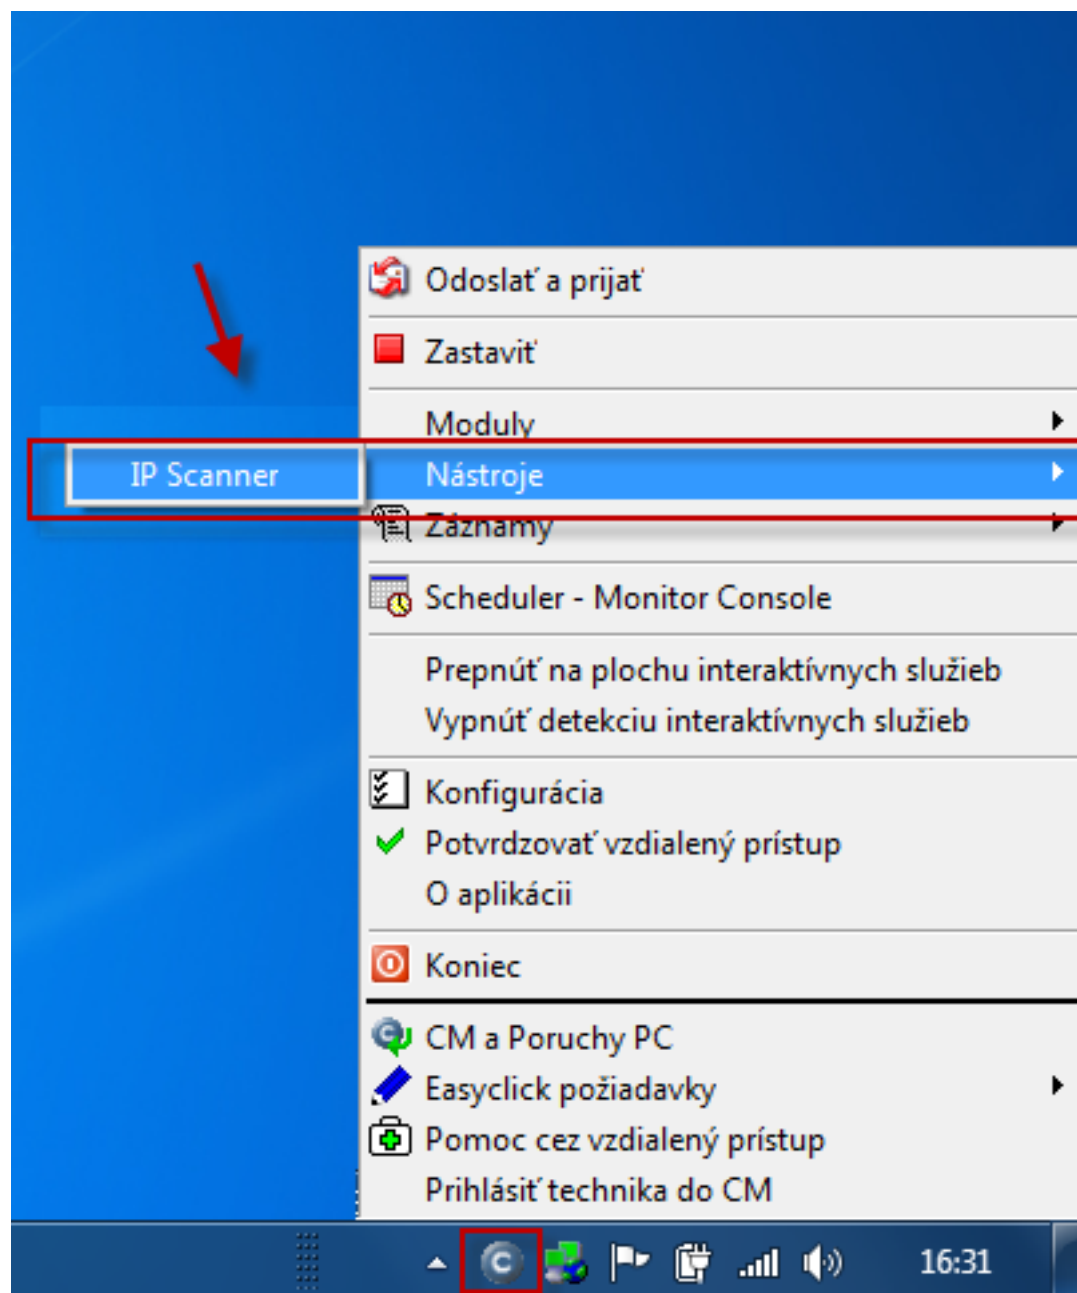 Odoslať a prijať
Zastaviť
Moduly
IP Scanner
Nástroje
Záznamy
Scheduler - Monitor Console
Prepnúť na plochu interaktívnych služieb
Vypnúť detekciu interaktívnych služieb
Konfigurácia
Potvrdzovať vzdialený prístup
O aplikácii
Koniec
CM a Poruchy PC
Easyclick požiadavky
Pomoc cez vzdialený prístup
Prihlásiť technika do CM
C
16:31